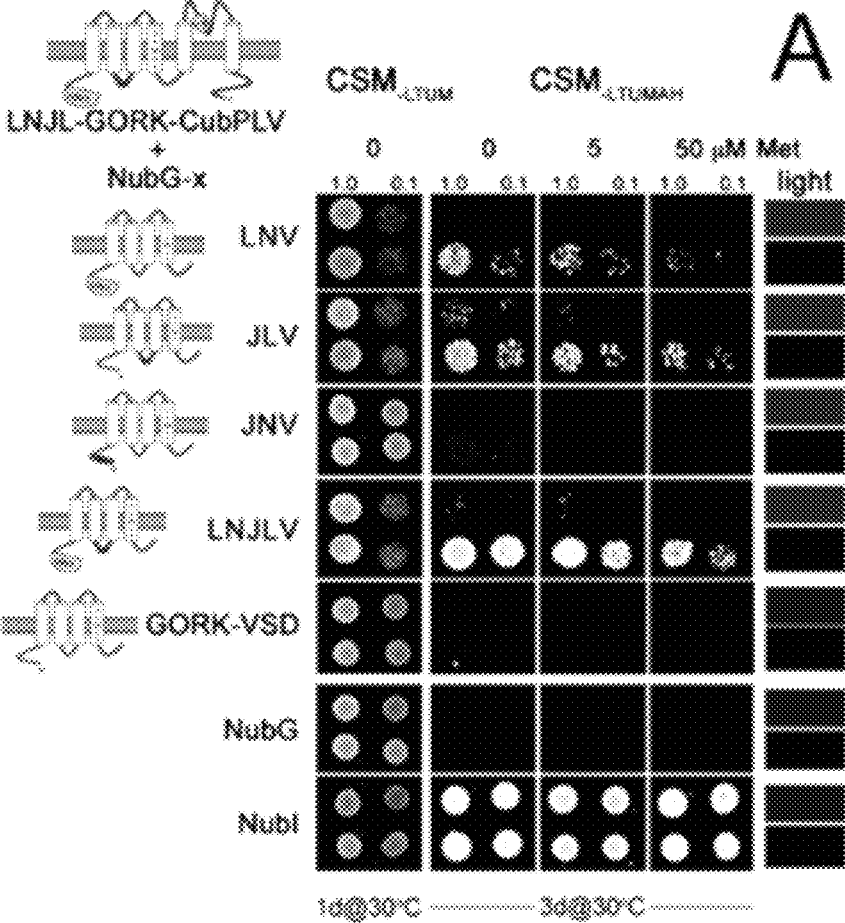 A
CSM-LTUM CSM-LTUMAH
LNJL-GORK-CubPLV
+
NubG-x
0 0 5 50 µM Met
1.0 0.1 1.0 0.1 1.0 0.1 1.0 0.1 light
LNV
JLV
JNV
LNJLV
GORK-VSD
NubG
NubI
1d@30°C 3d@30°C